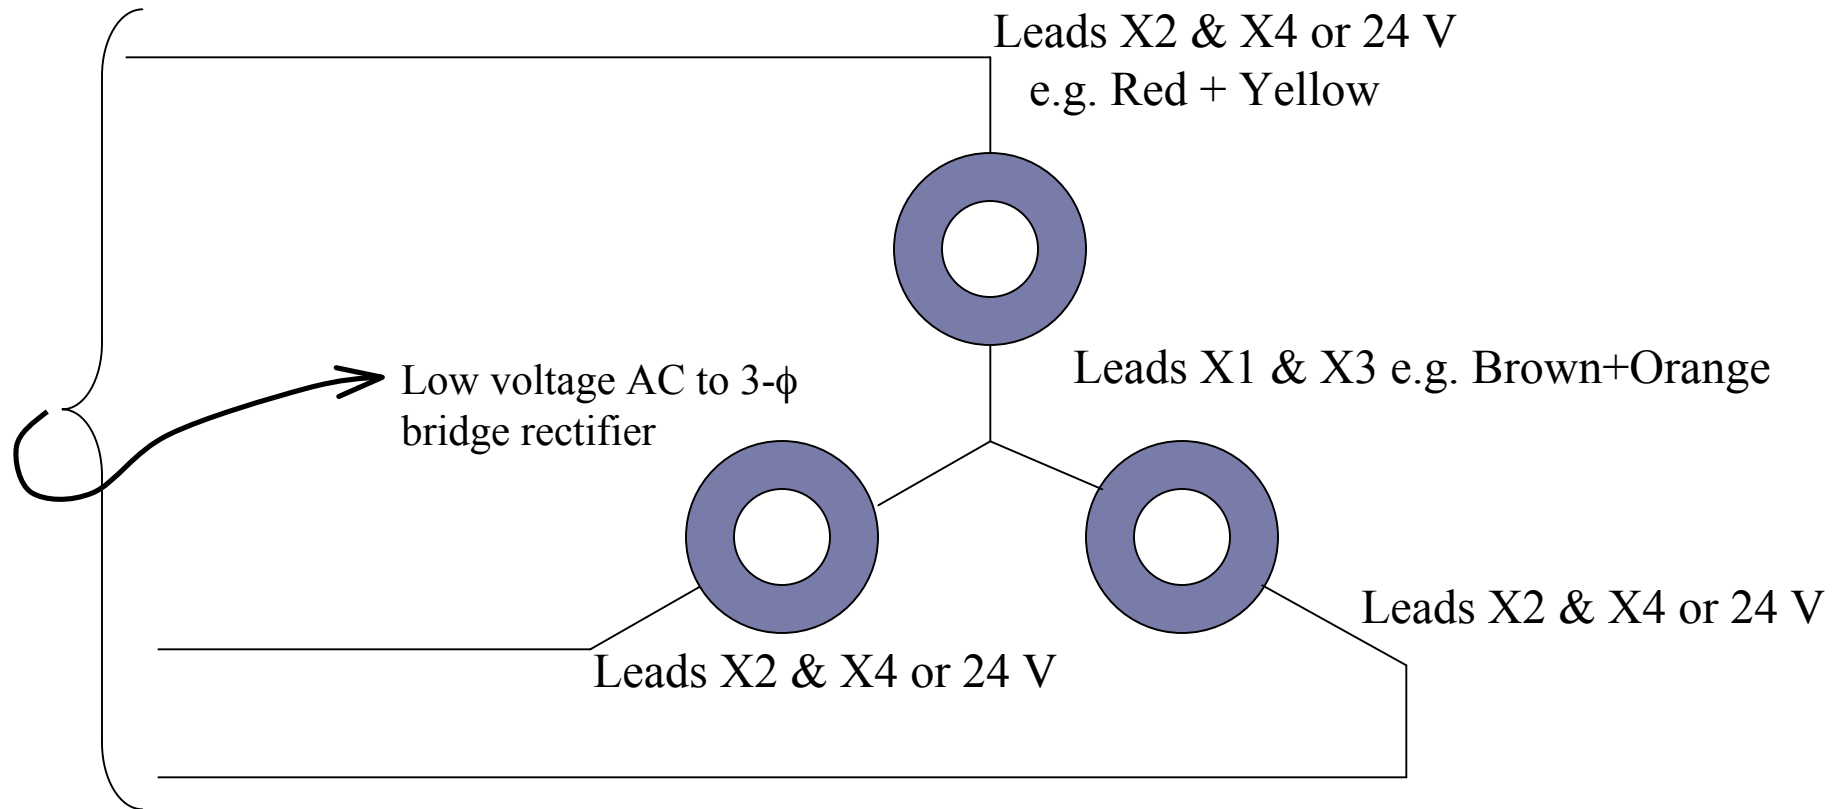 Leads X2 & X4 or 24 V
e.g. Red + Yellow
Leads X1 & X3 e.g. Brown+Orange
Low voltage AC to 3-ϕ
bridge rectifier
Leads X2 & X4 or 24 V
Leads X2 & X4 or 24 V